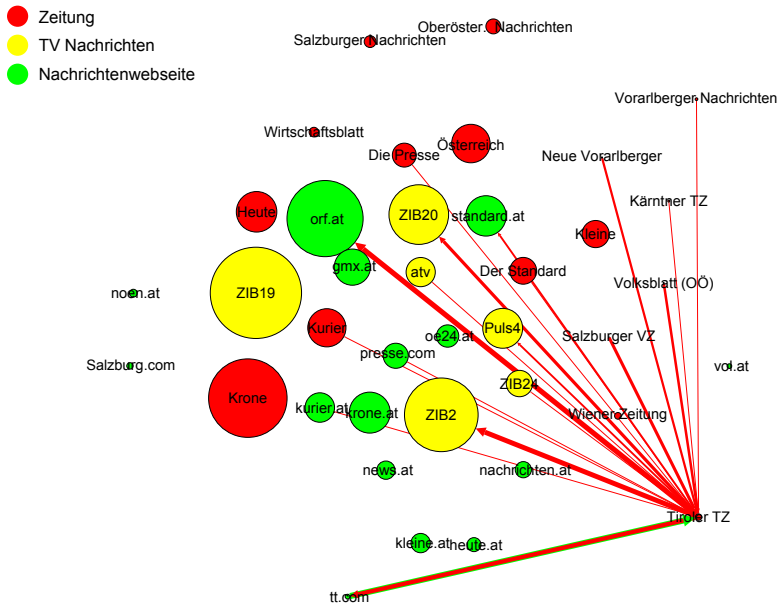 Zeitung
TV Nachrichten
Nachrichtenwebseite
Oberöster. Nachrichten
Salzburger Nachrichten
Vorarlberger Nachrichten
Wirtschaftsblatt
Österreich
Die Presse
Neue Vorarlberger
Kärntner TZ
Heute
orf.at
ZIB20
standard.at
Kleine
gmx.at
atv
Der Standard
Volksblatt (OÖ)
noen.at
ZIB19
Kurier
oe24.at
Puls4
Salzburger VZ
presse.com
Salzburg.com
vol.at
ZIB24
Krone
kurier.at
krone.at
ZIB2
Wiener Zeitung
news.at
nachrichten.at
Tiroler TZ
kleine.at
heute.at
tt.com